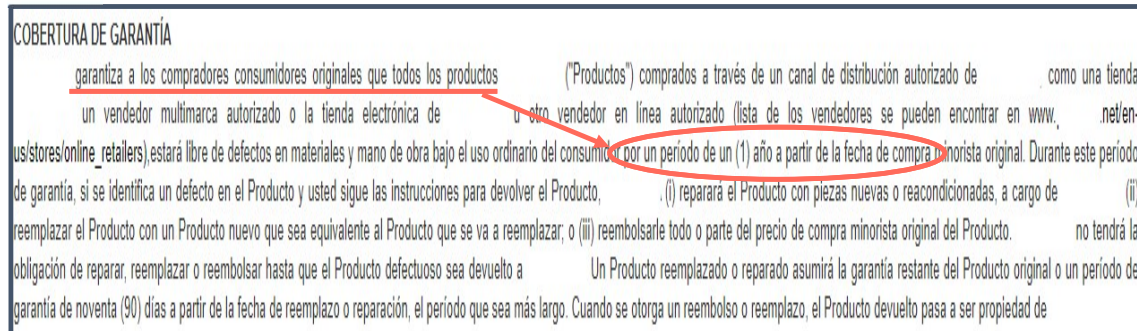 COBERTURA DE GARANTÍA
garantiza a los compradores consumidores originales que todos los productos ("Productos") comprados a través de un canal de distribución autorizado de como una tienda
un vendedor multimarca autorizado o la tienda electrónica de u otro vendedor en línea autorizado (lista de los vendedores se pueden encontrar en www. .net/en-
us/stores/online_retailers),estará libre de defectos en materiales y mano de obra bajo el uso ordinario del consumidor por un período de un (1) año a partir de la fecha de compra minorista original. Durante este período
de garantía, si se identifica un defecto en el Producto y usted sigue las instrucciones para devolver el Producto, (i) reparará el Producto con piezas nuevas o reacondicionadas, a cargo de (ii)
reemplazar el Producto con un Producto nuevo que sea equivalente al Producto que se va a reemplazar; o (iii) reembolsarle todo o parte del precio de compra minorista original del Producto. no tendrá la
obligación de reparar, reemplazar o reembolsar hasta que el Producto defectuoso sea devuelto a Un Producto reemplazado o reparado asumirá la garantía restante del Producto original o un período de
garantía de noventa (90) días a partir de la fecha de reemplazo o reparación, el período que sea más largo. Cuando se otorga un reembolso o reemplazo, el Producto devuelto pasa a ser propiedad de